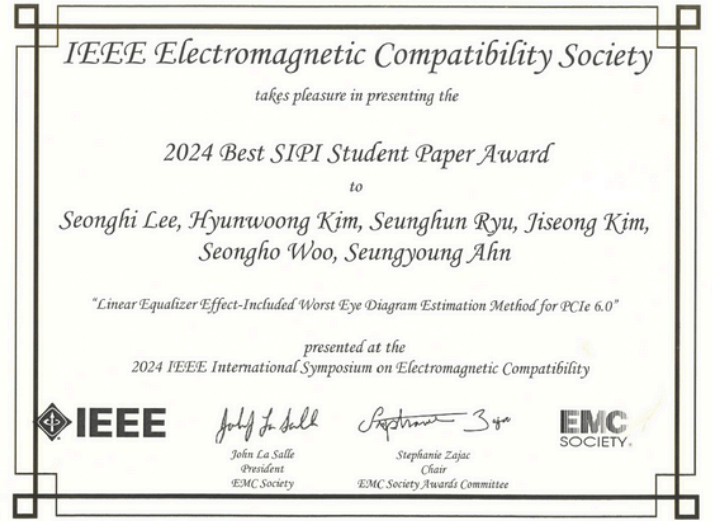 IEEE Electromagnetic Compatibility Society
takes pleasure in presenting the
2024 Best SIPI Student Paper Award
to
Seonghi Lee, Hyunwoong Kim, Seunghun Ryu, Jiseong Kim,
Seongho Woo, Seungyoung Ahn
"Linear Equalizer Effect-Included Worst Eye Diagram Estimation Method for PCIe 6.0"
presented at the
2024 IEEE International Symposium on Electromagnetic Compatibility
IEEE
John La Salle
President
EMC Society
Stephanie Zajac
Chair
EMC Society Awards Committee
EMC
SOCIETY®